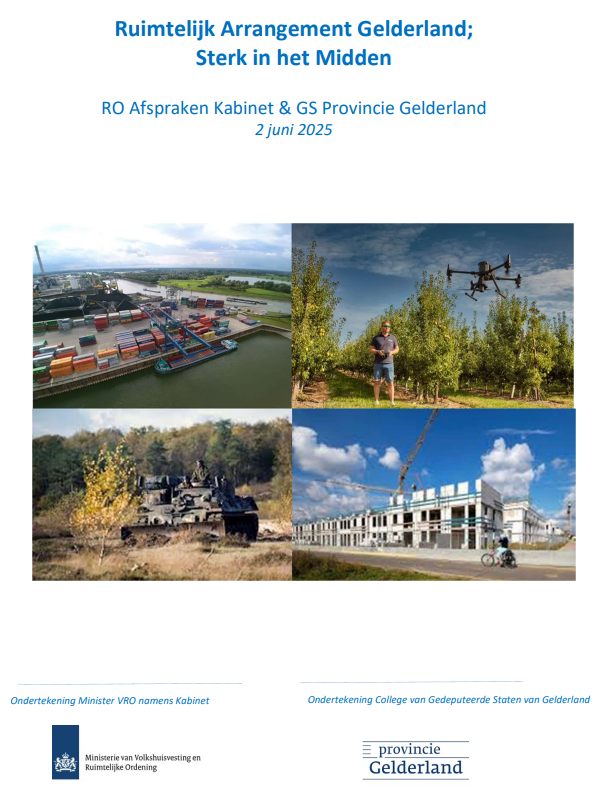 Ruimtelijk Arrangement Gelderland;
Sterk in het Midden
RO Afspraken Kabinet & GS Provincie Gelderland
2 juni 2025
Ondertekening Minister VRO namens Kabinet
Ondertekening College van Gedeputeerde Staten van Gelderland
Ministerie van Volkshuisvesting en
Ruimtelijke Ordening
provincie
Gelderland